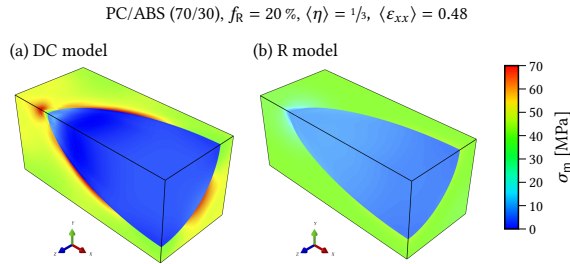 PC/ABS (70/30), f_R = 20 %, ⟨η⟩ = 1/3, ⟨ε_xx⟩ = 0.48
(a) DC model
(b) R model
70
60
50
40
30
20
10
0
σ_m [MPa]
Y
Z
X
Y
Z
X